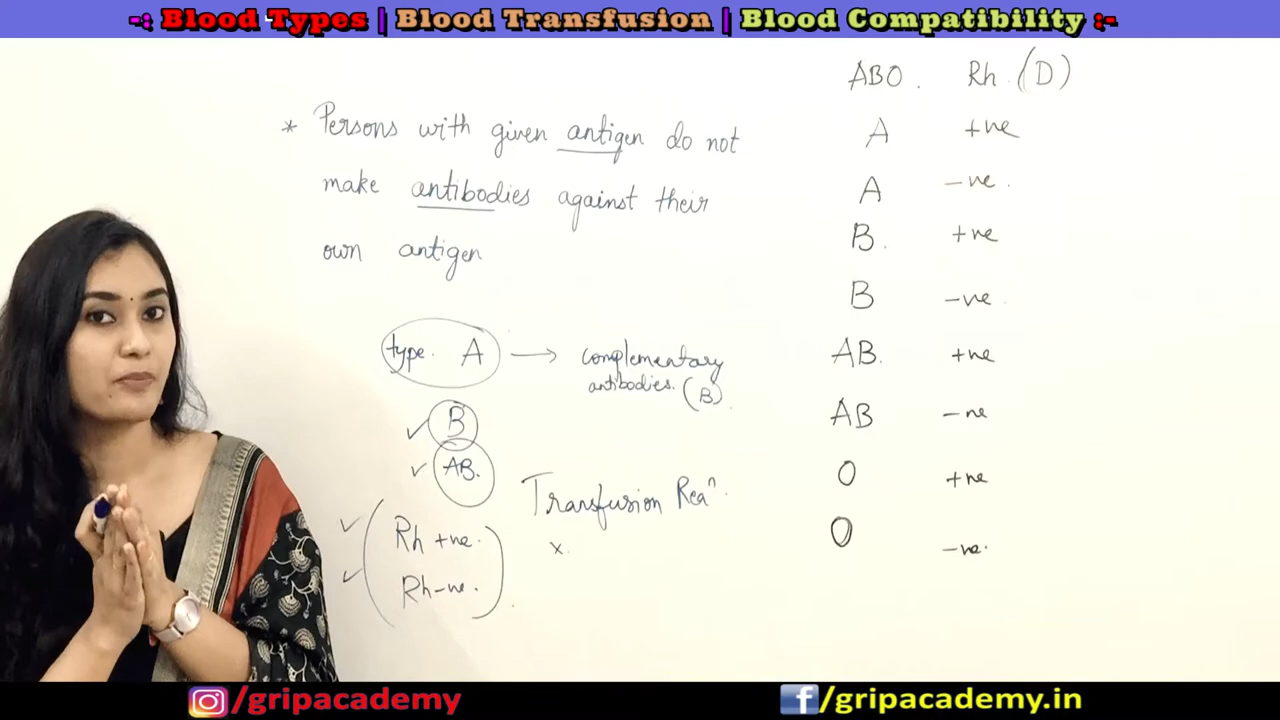 -: Blood Types | Blood Transfusion | Blood Compatibility :-
* Persons with given antigen do not
make antibodies against their
own antigen
type. A → complementary
antibodies. (B)
✓ B
✓ AB.
Transfusion Reaⁿ.
x.
✓ ( Rh +ve.
✓ Rh -ve. )
ABO. Rh. (D)
A +ve
A -ve.
B. +ve
B -ve
AB. +ve
AB -ve
O +ve
O -ve.
/gripacademy
f/gripacademy.in